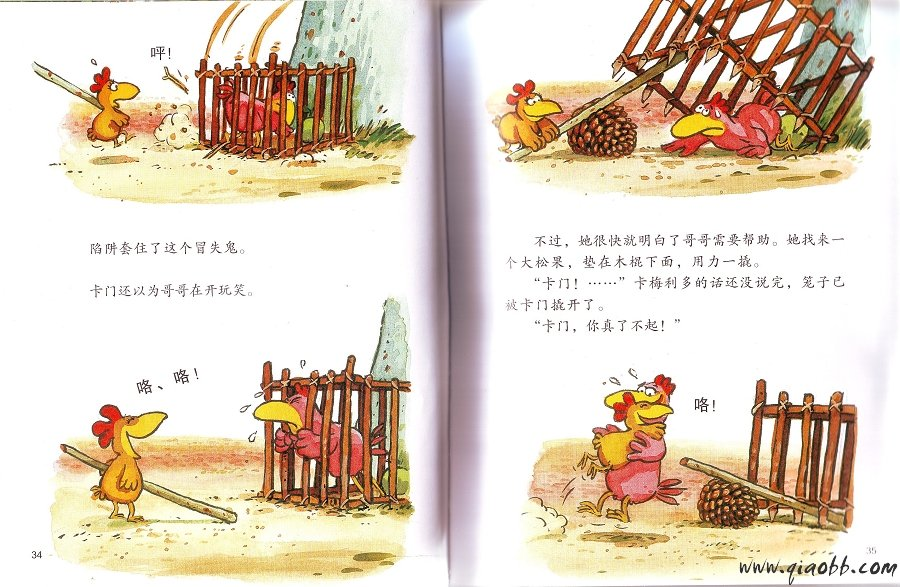 呯!
陷阱套住了这个冒失鬼。
卡门还以为哥哥在开玩笑。
咯、咯!
34
不过，她很快就明白了哥哥需要帮助。她找来一
个大松果，垫在木棍下面，用力一撬。
“卡门！……”卡梅利多的话还没说完，笼子已
被卡门撬开了。
“卡门，你真了不起！”
咯!
35
www.qiaobb.com